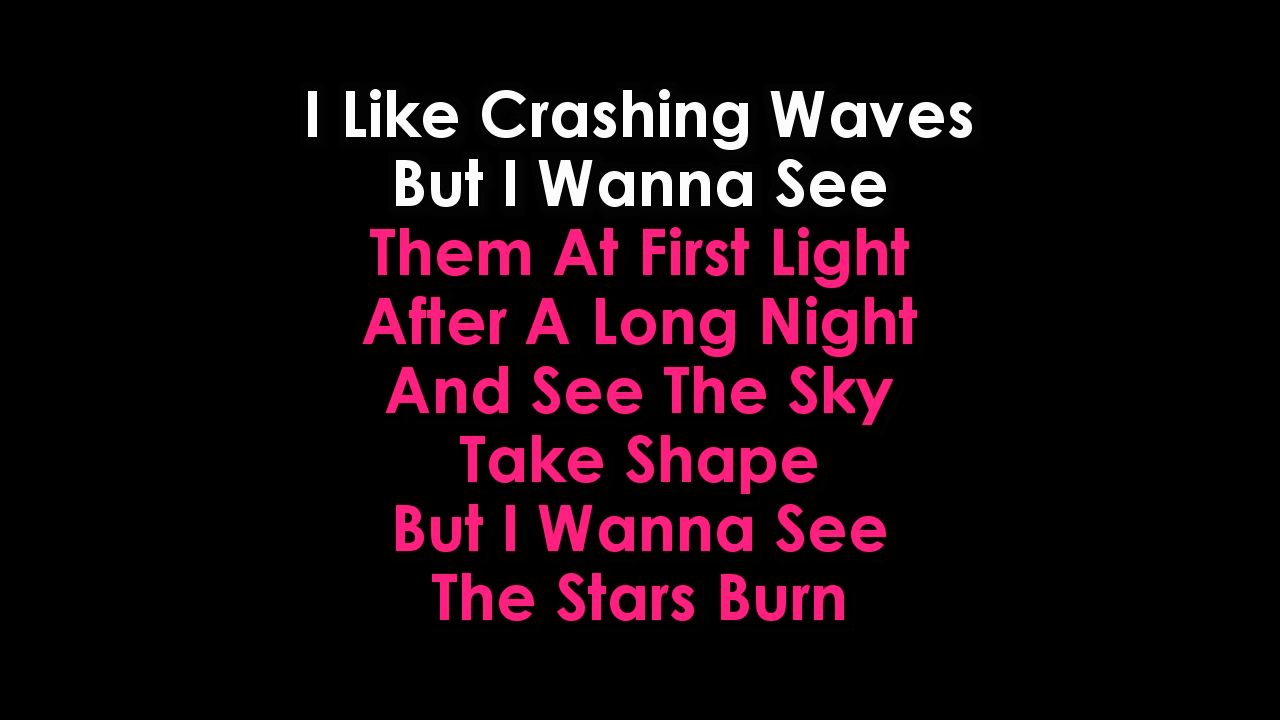 I Like Crashing Waves
But I Wanna See
Them At First Light
After A Long Night
And See The Sky
Take Shape
But I Wanna See
The Stars Burn